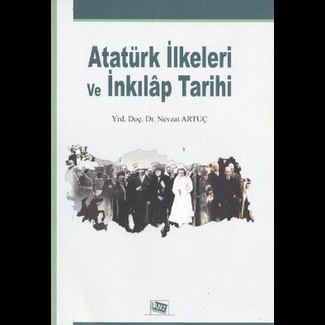 Atatürk İlkeleri
Ve İnkılâp Tarihi
Yrd. Doç. Dr. Nevzat ARTUÇ